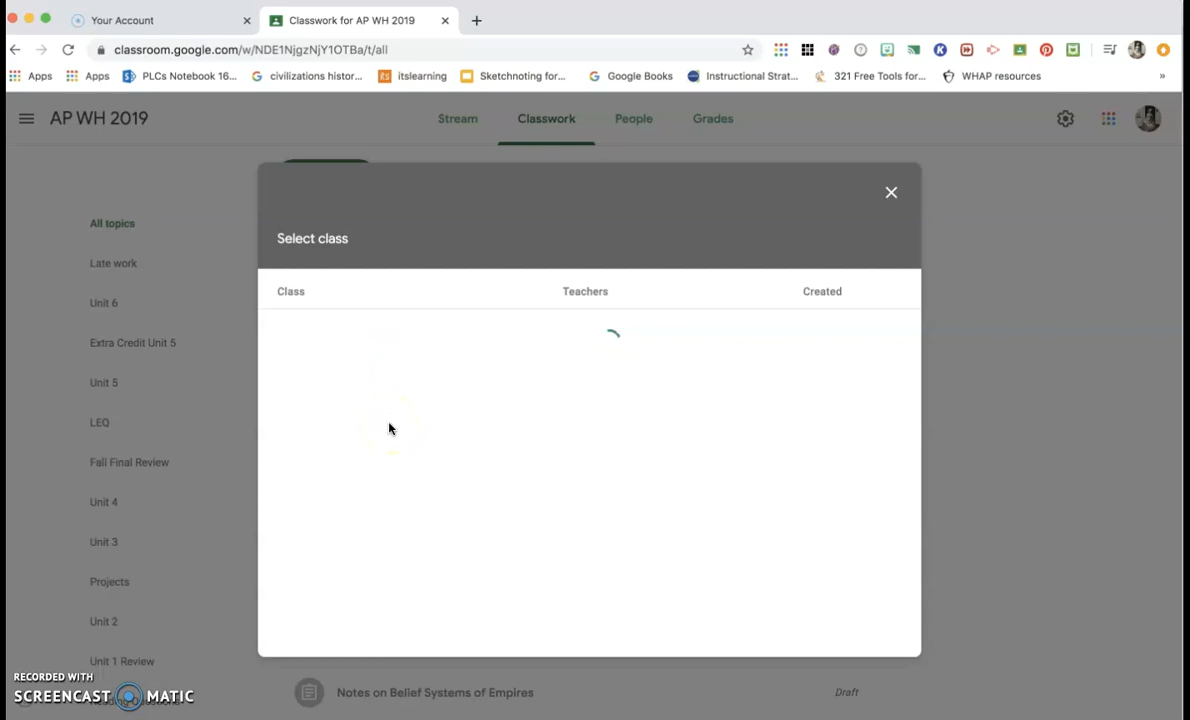 Your Account
Classwork for AP WH 2019
classroom.google.com/w/NDE1NjgzNjY1OTBa/t/all
Apps
Apps
PLCs Notebook 16...
civilizations histor...
itslearning
Sketchnoting for...
Google Books
Instructional Strat...
321 Free Tools for...
WHAP resources
»
AP WH 2019
Stream
Classwork
People
Grades
Select class
All topics
Late work
Unit 6
Extra Credit Unit 5
Unit 5
LEQ
Fall Final Review
Unit 4
Unit 3
Projects
Unit 2
Unit 1 Review
Class
Teachers
Created
Notes on Belief Systems of Empires
Draft
RECORDED WITH
SCREENCAST MATIC